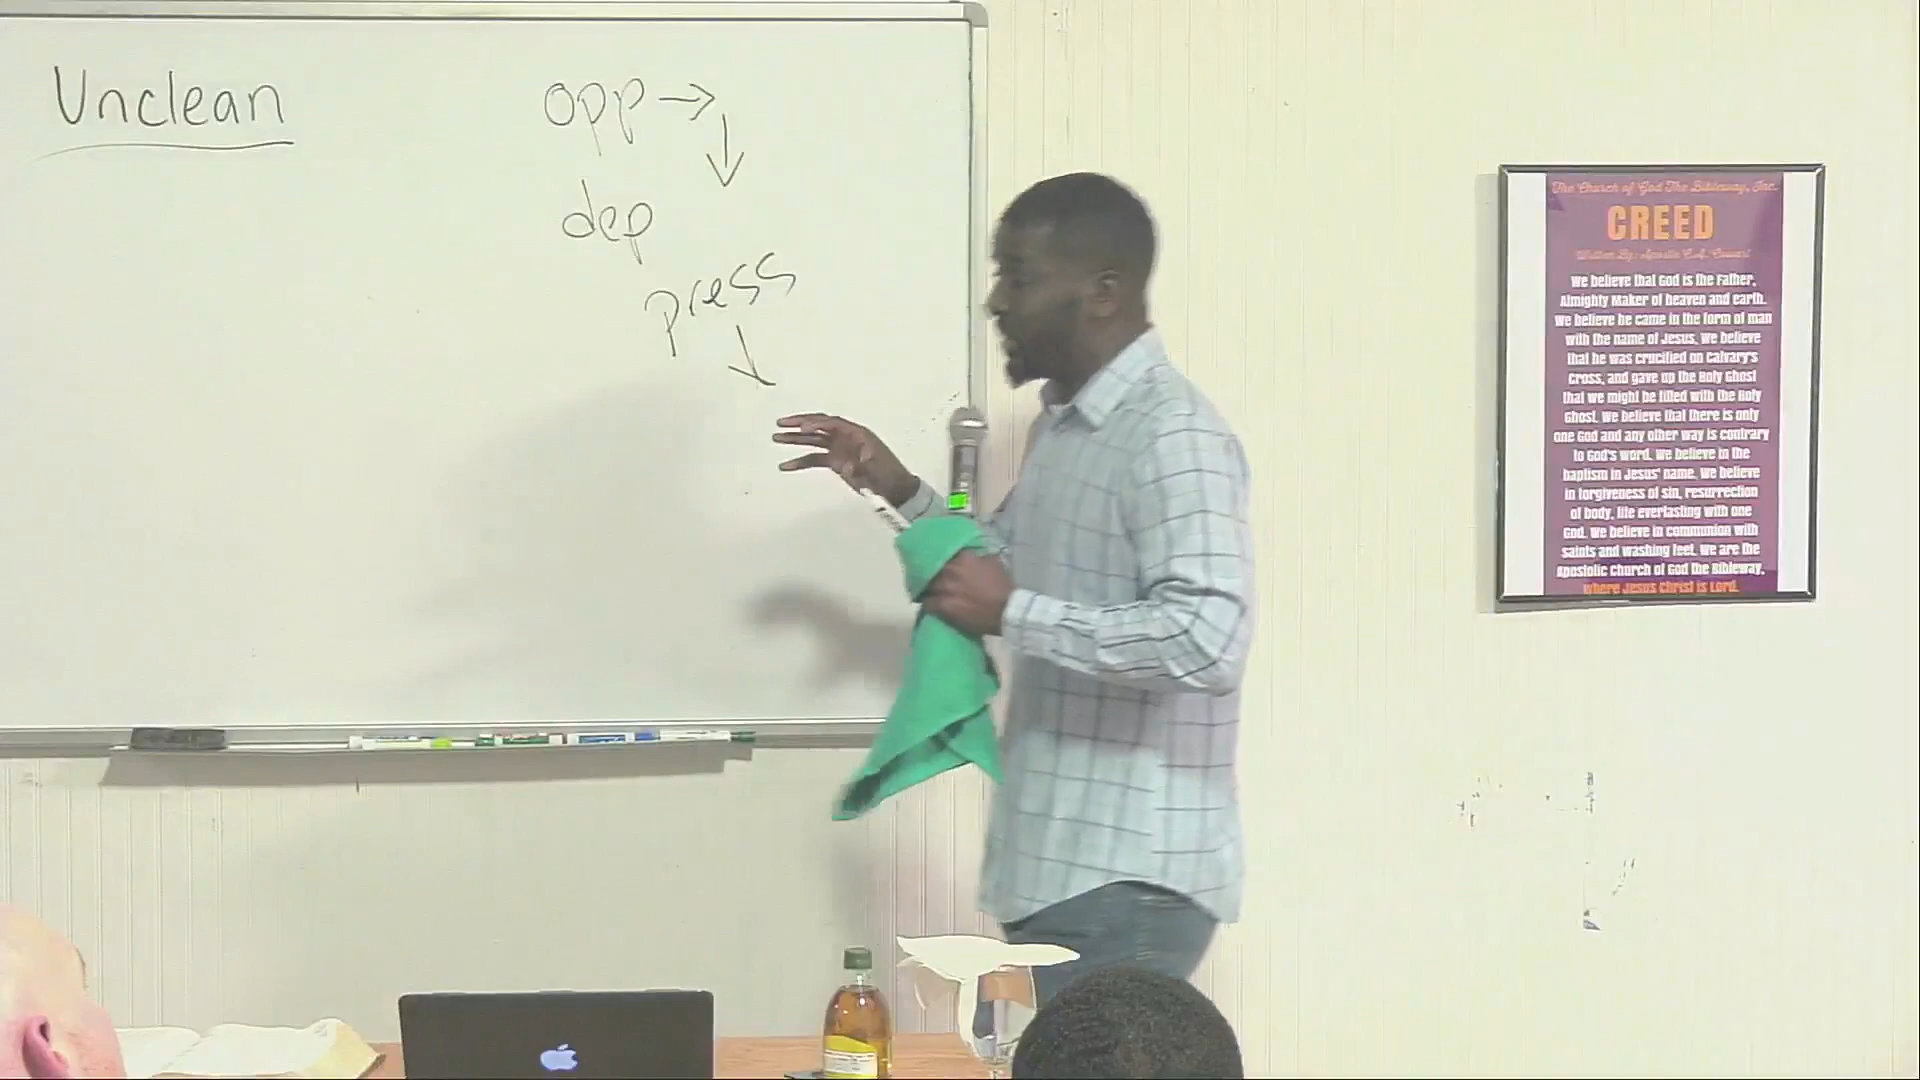 Unclean
opp →
↓
dep
press
↓
The Church of God The Bibleway, Inc.
CREED
Written By: Apostle C.A. Cowart
We believe that God is the Father,
Almighty Maker of heaven and earth.
We believe he came in the form of man
with the name of Jesus, We believe
that he was crucified on Calvary's
Cross, and gave up the Holy Ghost
that we might be filled with the Holy
Ghost. We believe that there is only
one God and any other way is contrary
to God's word. We believe in the
baptism in Jesus' name. We believe
in forgiveness of sin, resurrection
of body, life everlasting with one
God. We believe in communion with
saints and washing feet. We are the
Apostolic Church of God the Bibleway,
where Jesus Christ is Lord.